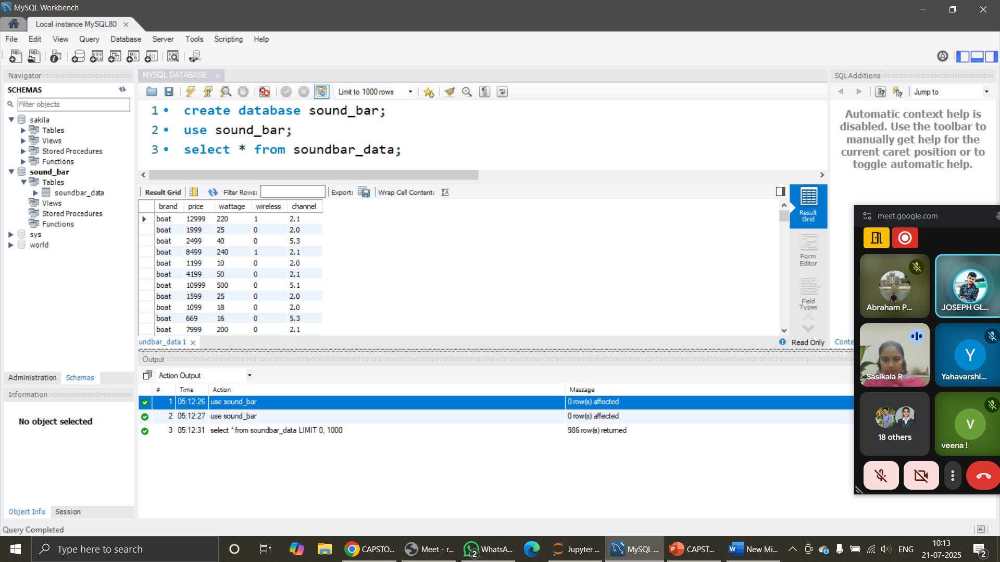 MySQL Workbench
Local instance MySQL80
File Edit View Query Database Server Tools Scripting Help
Navigator
SCHEMAS
Filter objects
sakila
Tables
Views
Stored Procedures
Functions
sound_bar
Tables
soundbar_data
Views
Stored Procedures
Functions
sys
world
Administration Schemas
Information
No object selected
Object Info Session
Query Completed
MYSQL DATABASE
Limit to 1000 rows
1 create database sound_bar;
2 use sound_bar;
3 select * from soundbar_data;
Result Grid Filter Rows: Export: Wrap Cell Content:
brand price wattage wireless channel
boat 12999 220 1 2.1
boat 1999 25 0 2.0
boat 2499 40 0 5.3
boat 8499 240 1 2.1
boat 1199 10 0 2.0
boat 4199 50 0 2.1
boat 10999 500 0 5.1
boat 1599 25 0 2.0
boat 1099 18 0 2.0
boat 669 16 0 5.3
boat 7999 200 0 2.1
Result
Grid
Form
Editor
Field
Types
undbar_data 1
Read Only
Conte
Output
Action Output
# Time Action Message
1 05:12:26 use sound_bar 0 row(s) affected
2 05:12:27 use sound_bar 0 row(s) affected
3 05:12:31 select * from soundbar_data LIMIT 0, 1000 986 row(s) returned
SQLAdditions
Jump to
Automatic context help is
disabled. Use the toolbar to
manually get help for the
current caret position or to
toggle automatic help.
meet.google.com
Abraham P...
JOSEPH GL...
Sasikala R
Y
Yahavarshi...
18 others
V
veena !
Type here to search
CAPSTO...
Meet - r...
2
WhatsA...
Jupyter ...
MySQL ...
CAPST...
New Mi...
ENG
10:13
21-07-2025
2